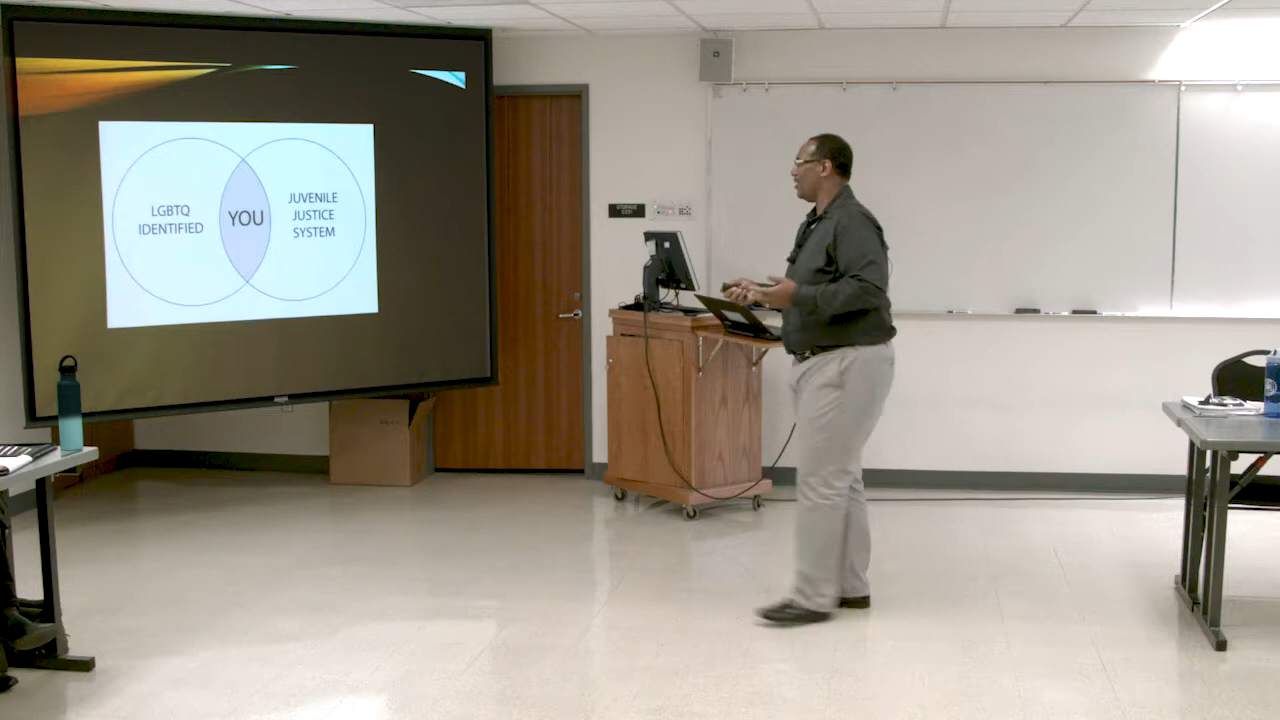 LGBTQ
IDENTIFIED
YOU
JUVENILE
JUSTICE
SYSTEM
STORAGE